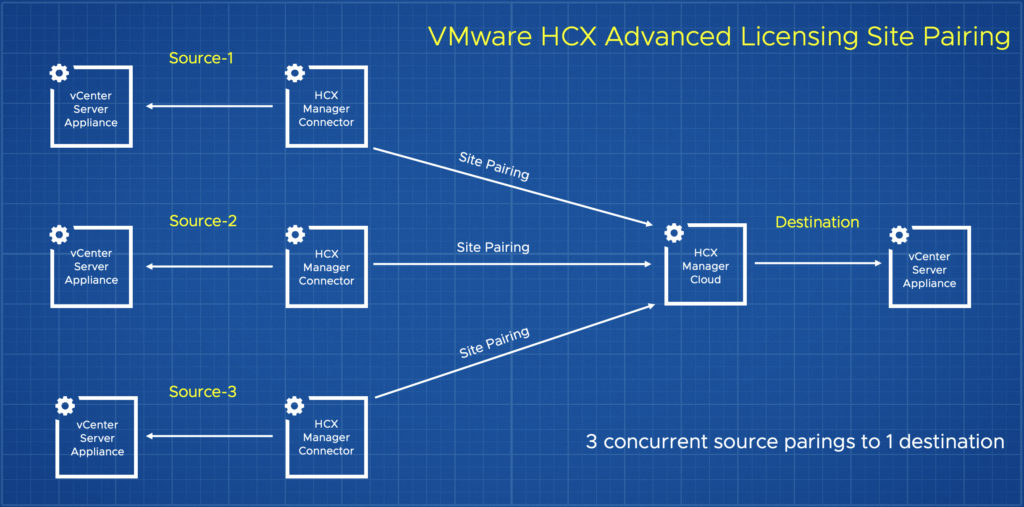 VMware HCX Advanced Licensing Site Pairing
Source-1
vCenter
Server
Appliance
HCX
Manager
Connector
Site Pairing
Source-2
vCenter
Server
Appliance
HCX
Manager
Connector
Site Pairing
HCX
Manager
Cloud
Destination
vCenter
Server
Appliance
Site Pairing
Source-3
vCenter
Server
Appliance
HCX
Manager
Connector
3 concurrent source parings to 1 destination